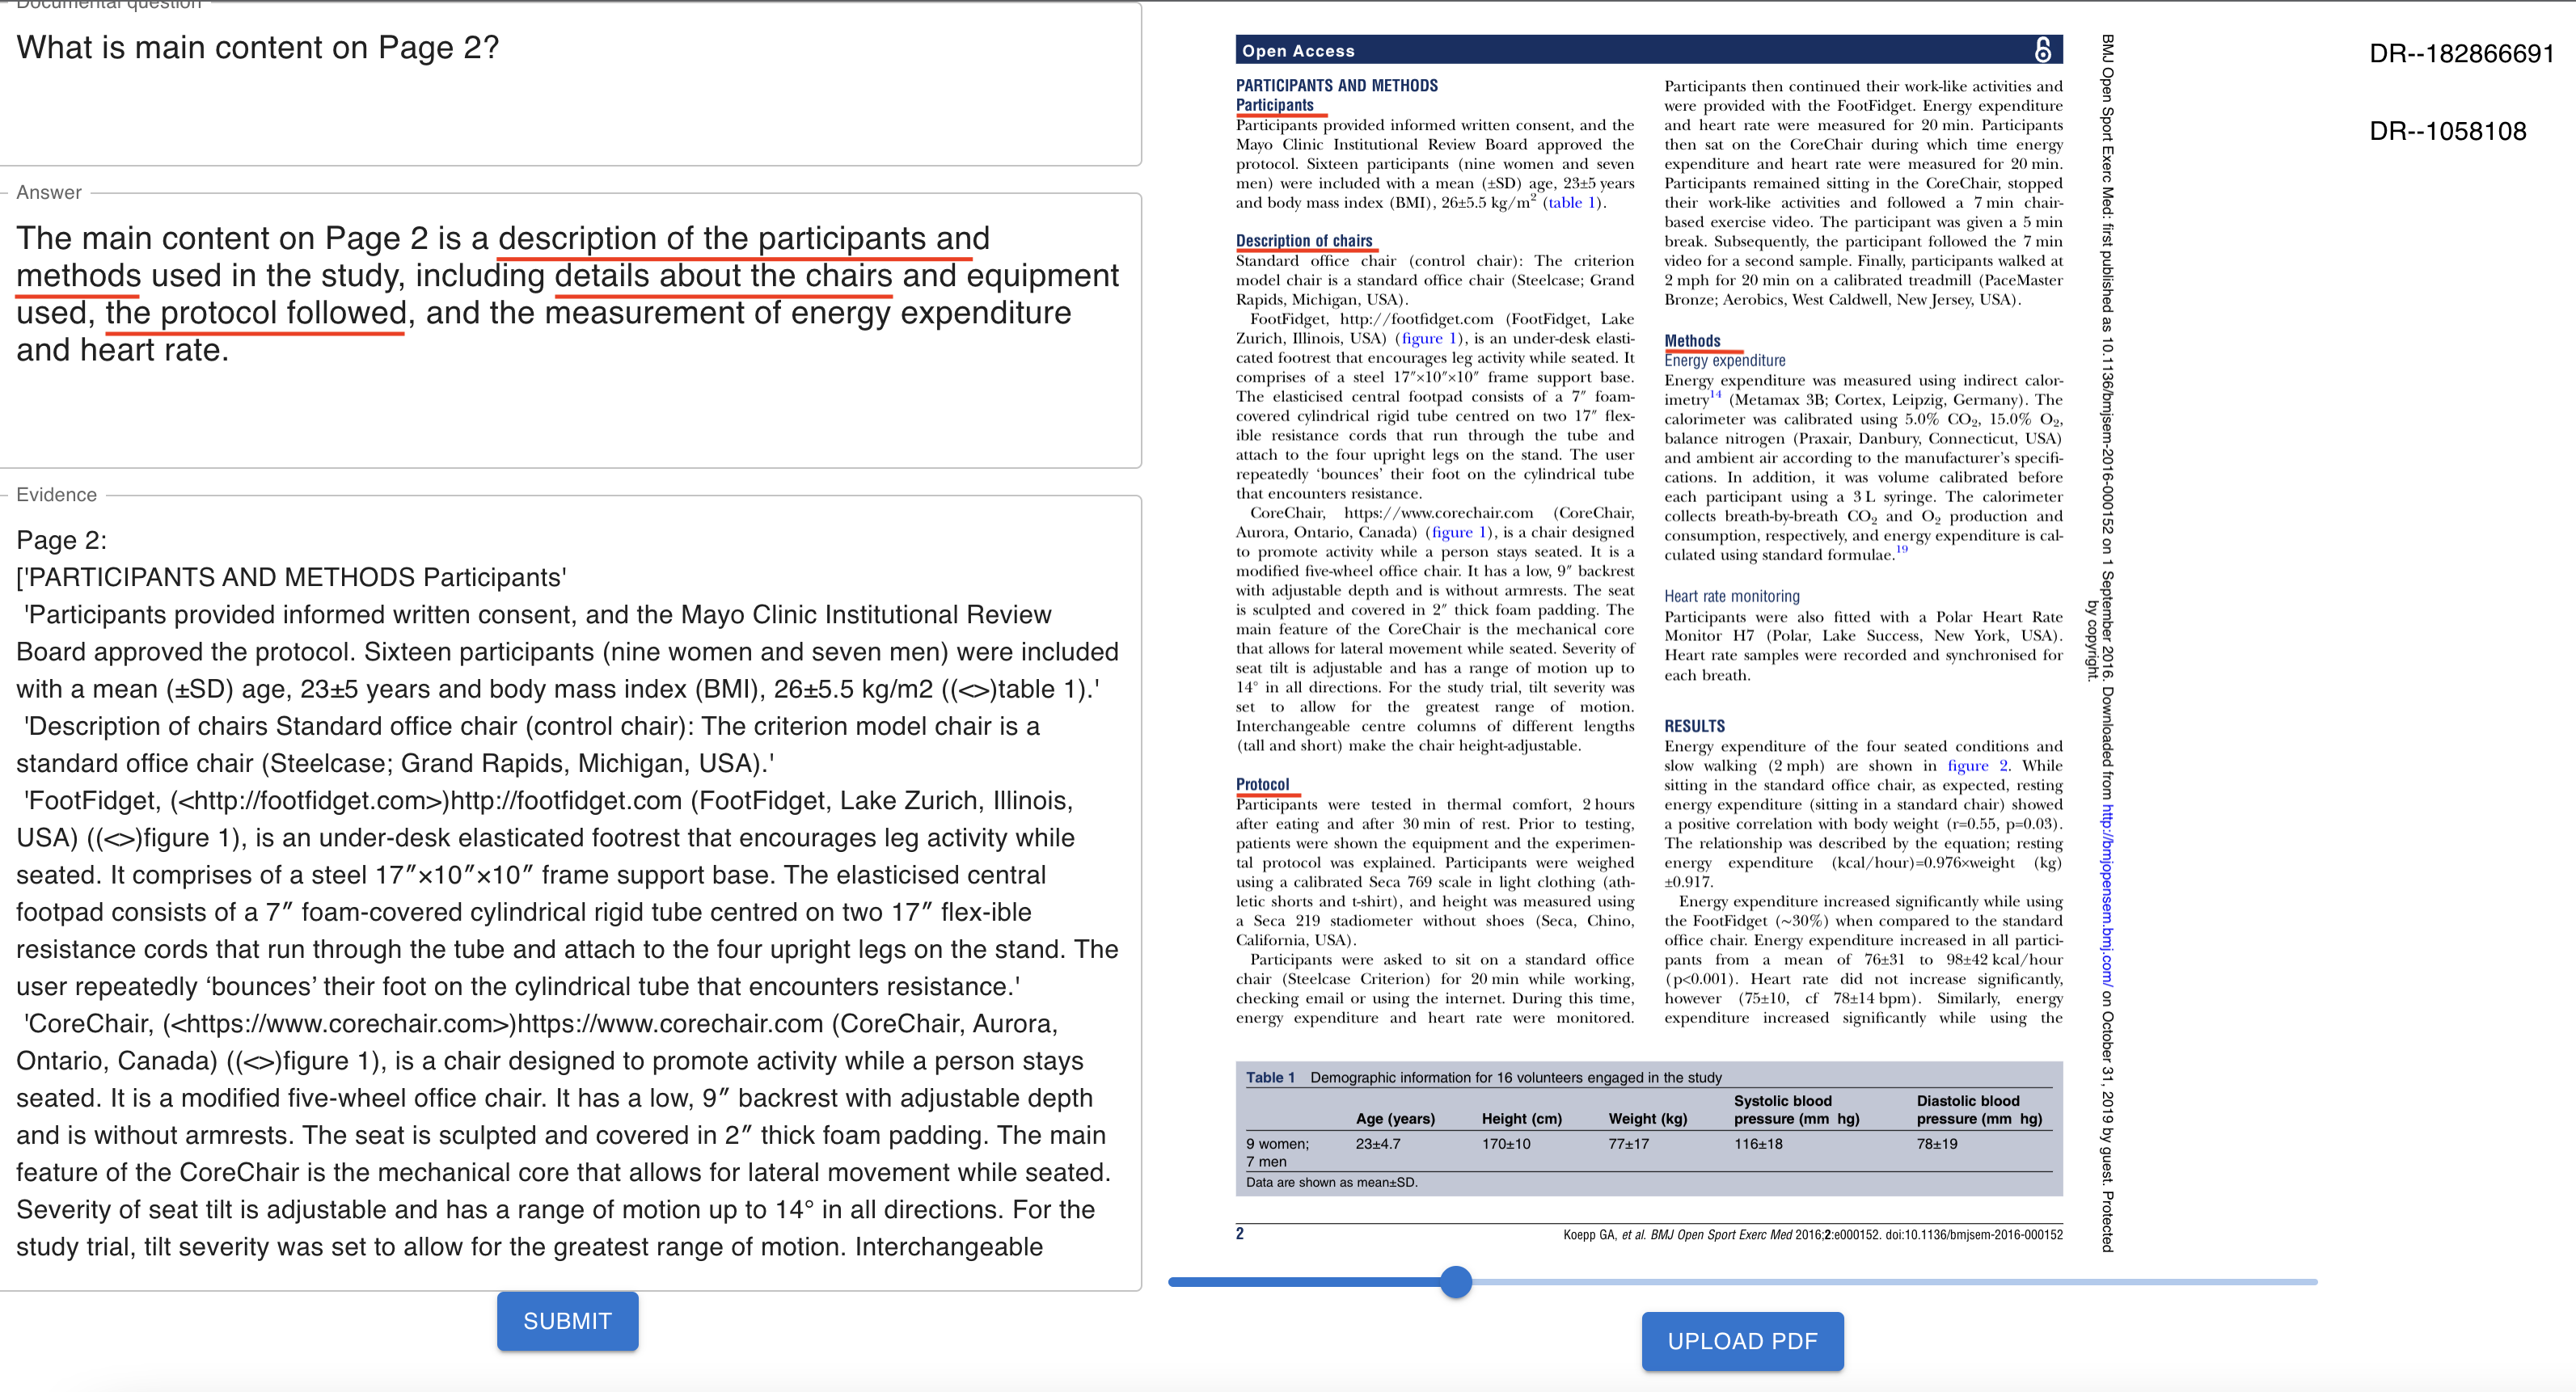 Documental question
What is main content on Page 2?
Answer
The main content on Page 2 is a description of the participants and
methods used in the study, including details about the chairs and equipment
used, the protocol followed, and the measurement of energy expenditure
and heart rate.
Evidence
Page 2:
['PARTICIPANTS AND METHODS Participants'
'Participants provided informed written consent, and the Mayo Clinic Institutional Review
Board approved the protocol. Sixteen participants (nine women and seven men) were included
with a mean (±SD) age, 23±5 years and body mass index (BMI), 26±5.5 kg/m2 ((<>)table 1).'
'Description of chairs Standard office chair (control chair): The criterion model chair is a
standard office chair (Steelcase; Grand Rapids, Michigan, USA).'
'FootFidget, (<http://footfidget.com>)http://footfidget.com (FootFidget, Lake Zurich, Illinois,
USA) ((<>)figure 1), is an under-desk elasticated footrest that encourages leg activity while
seated. It comprises of a steel 17″×10″×10″ frame support base. The elasticised central
footpad consists of a 7″ foam-covered cylindrical rigid tube centred on two 17″ flex-ible
resistance cords that run through the tube and attach to the four upright legs on the stand. The
user repeatedly ‘bounces’ their foot on the cylindrical tube that encounters resistance.'
'CoreChair, (<https://www.corechair.com>)https://www.corechair.com (CoreChair, Aurora,
Ontario, Canada) ((<>)figure 1), is a chair designed to promote activity while a person stays
seated. It is a modified five-wheel office chair. It has a low, 9″ backrest with adjustable depth
and is without armrests. The seat is sculpted and covered in 2″ thick foam padding. The main
feature of the CoreChair is the mechanical core that allows for lateral movement while seated.
Severity of seat tilt is adjustable and has a range of motion up to 14° in all directions. For the
study trial, tilt severity was set to allow for the greatest range of motion. Interchangeable
SUBMIT
Open Access
PARTICIPANTS AND METHODS
Participants
Participants provided informed written consent, and the
Mayo Clinic Institutional Review Board approved the
protocol. Sixteen participants (nine women and seven
men) were included with a mean (±SD) age, 23±5 years
and body mass index (BMI), 26±5.5 kg/m² (table 1).
Description of chairs
Standard office chair (control chair): The criterion
model chair is a standard office chair (Steelcase; Grand
Rapids, Michigan, USA).
FootFidget, http://footfidget.com (FootFidget, Lake
Zurich, Illinois, USA) (figure 1), is an under-desk elasti-
cated footrest that encourages leg activity while seated. It
comprises of a steel 17″×10″×10″ frame support base.
The elasticised central footpad consists of a 7″ foam-
covered cylindrical rigid tube centred on two 17″ flex-
ible resistance cords that run through the tube and
attach to the four upright legs on the stand. The user
repeatedly ‘bounces’ their foot on the cylindrical tube
that encounters resistance.
CoreChair, https://www.corechair.com (CoreChair,
Aurora, Ontario, Canada) (figure 1), is a chair designed
to promote activity while a person stays seated. It is a
modified five-wheel office chair. It has a low, 9″ backrest
with adjustable depth and is without armrests. The seat
is sculpted and covered in 2″ thick foam padding. The
main feature of the CoreChair is the mechanical core
that allows for lateral movement while seated. Severity of
seat tilt is adjustable and has a range of motion up to
14° in all directions. For the study trial, tilt severity was
set to allow for the greatest range of motion.
Interchangeable centre columns of different lengths
(tall and short) make the chair height-adjustable.
Protocol
Participants were tested in thermal comfort, 2 hours
after eating and after 30 min of rest. Prior to testing,
patients were shown the equipment and the experimen-
tal protocol was explained. Participants were weighed
using a calibrated Seca 769 scale in light clothing (ath-
letic shorts and t-shirt), and height was measured using
a Seca 219 stadiometer without shoes (Seca, Chino,
California, USA).
Participants were asked to sit on a standard office
chair (Steelcase Criterion) for 20 min while working,
checking email or using the internet. During this time,
energy expenditure and heart rate were monitored.
Participants then continued their work-like activities and
were provided with the FootFidget. Energy expenditure
and heart rate were measured for 20 min. Participants
then sat on the CoreChair during which time energy
expenditure and heart rate were measured for 20 min.
Participants remained sitting in the CoreChair, stopped
their work-like activities and followed a 7 min chair-
based exercise video. The participant was given a 5 min
break. Subsequently, the participant followed the 7 min
video for a second sample. Finally, participants walked at
2 mph for 20 min on a calibrated treadmill (PaceMaster
Bronze; Aerobics, West Caldwell, New Jersey, USA).
Methods
Energy expenditure
Energy expenditure was measured using indirect calor-
imetry¹⁴ (Metamax 3B; Cortex, Leipzig, Germany). The
calorimeter was calibrated using 5.0% CO₂, 15.0% O₂,
balance nitrogen (Praxair, Danbury, Connecticut, USA)
and ambient air according to the manufacturer's specifi-
cations. In addition, it was volume calibrated before
each participant using a 3 L syringe. The calorimeter
collects breath-by-breath CO₂ and O₂ production and
consumption, respectively, and energy expenditure is cal-
culated using standard formulae.¹⁹
Heart rate monitoring
Participants were also fitted with a Polar Heart Rate
Monitor H7 (Polar, Lake Success, New York, USA).
Heart rate samples were recorded and synchronised for
each breath.
RESULTS
Energy expenditure of the four seated conditions and
slow walking (2 mph) are shown in figure 2. While
sitting in the standard office chair, as expected, resting
energy expenditure (sitting in a standard chair) showed
a positive correlation with body weight (r=0.55, p=0.03).
The relationship was described by the equation; resting
energy expenditure (kcal/hour)=0.976×weight (kg)
±0.917.
Energy expenditure increased significantly while using
the FootFidget (~30%) when compared to the standard
office chair. Energy expenditure increased in all partici-
pants from a mean of 76±31 to 98±42 kcal/hour
(p<0.001). Heart rate did not increase significantly,
however (75±10, cf 78±14 bpm). Similarly, energy
expenditure increased significantly while using the
Table 1 Demographic information for 16 volunteers engaged in the study
Age (years) Height (cm) Weight (kg) Systolic blood pressure (mm hg) Diastolic blood pressure (mm hg)
9 women; 7 men 23±4.7 170±10 77±17 116±18 78±19
Data are shown as mean±SD.
2 Koepp GA, et al. BMJ Open Sport Exerc Med 2016;2:e000152. doi:10.1136/bmjsem-2016-000152
BMJ Open Sport Exerc Med: first published as 10.1136/bmjsem-2016-000152 on 1 September 2016. Downloaded from http://bmjopensem.bmj.com/ on October 31, 2019 by guest. Protected
by copyright.
UPLOAD PDF
DR--182866691
DR--1058108